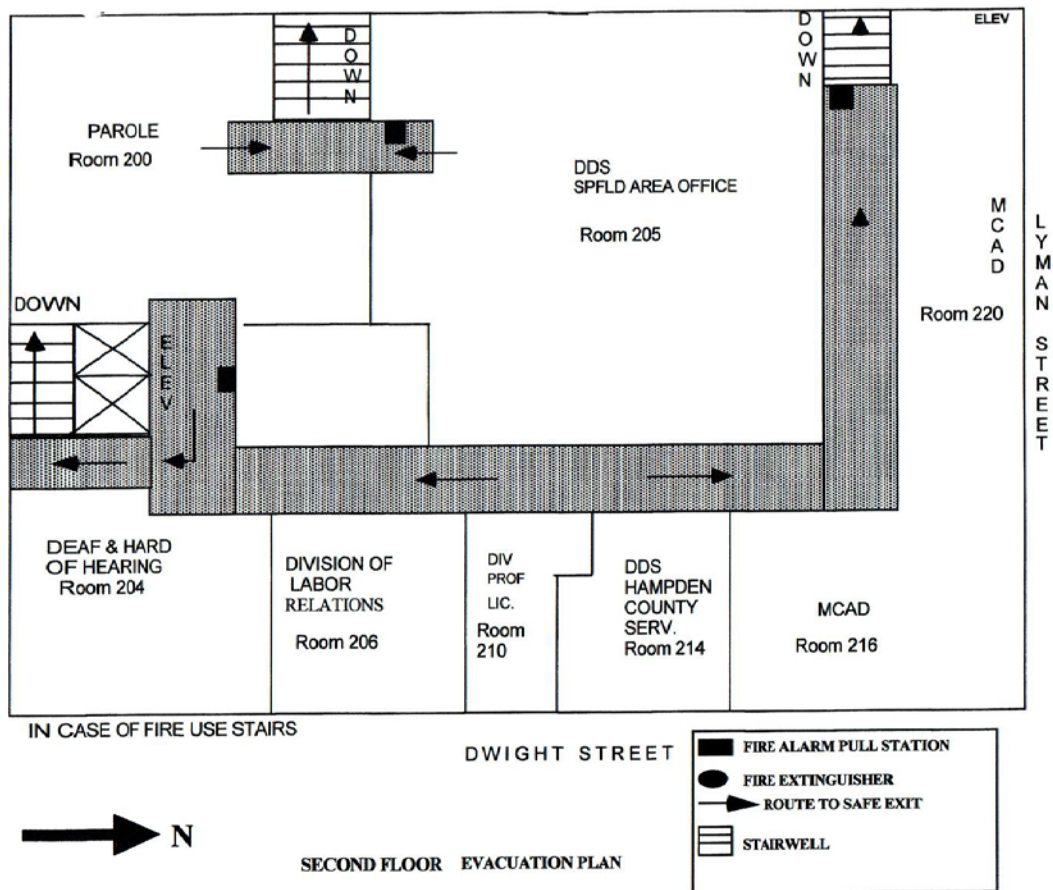 DOWN
DOWN
ELEV
PAROLE
Room 200
DDS
SPFLD AREA OFFICE
Room 205
MCAD
Room 220
LYMAN STREET
DOWN
ELEV
DEAF & HARD
OF HEARING
Room 204
DIVISION OF
LABOR
RELATIONS
Room 206
DIV
PROF
LIC.
Room
210
DDS
HAMPDEN
COUNTY
SERV.
Room 214
MCAD
Room 216
IN CASE OF FIRE USE STAIRS
DWIGHT STREET
FIRE ALARM PULL STATION
FIRE EXTINGUISHER
ROUTE TO SAFE EXIT
STAIRWELL
N
SECOND FLOOR EVACUATION PLAN